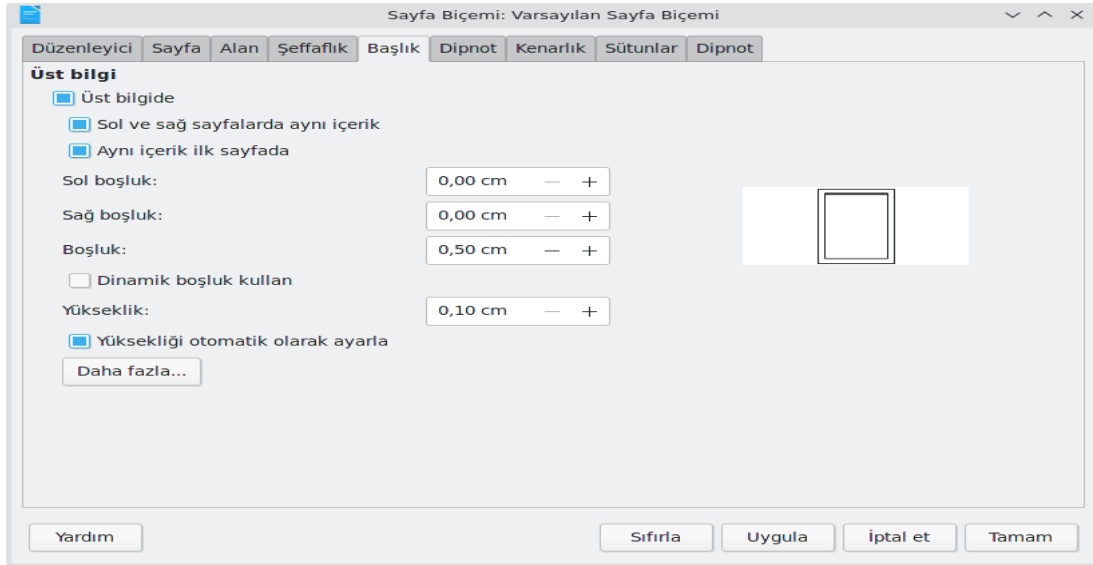 Sayfa Biçemi: Varsayılan Sayfa Biçemi
Düzenleyici Sayfa Alan Şeffaflık Başlık Dipnot Kenarlık Sütunlar Dipnot
Üst bilgi
Üst bilgide
Sol ve sağ sayfalarda aynı içerik
Aynı içerik ilk sayfada
Sol boşluk: 0,00 cm
Sağ boşluk: 0,00 cm
Boşluk: 0,50 cm
Dinamik boşluk kullan
Yükseklik: 0,10 cm
Yüksekliği otomatik olarak ayarla
Daha fazla...
Yardım Sıfırla Uygula İptal et Tamam